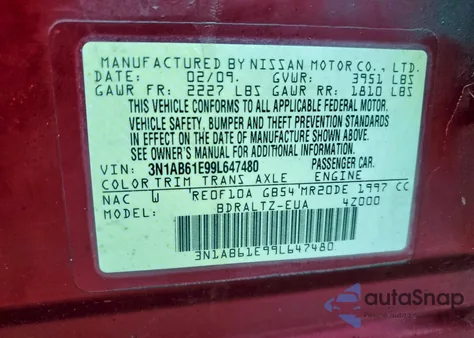 MANUFACTURED BY NISSAN MOTOR CO., LTD.
DATE: 02/09. GVWR: 3951 LBS
GAWR FR: 2227 LBS GAWR RR: 1810 LBS
THIS VEHICLE CONFORMS TO ALL APPLICABLE FEDERAL MOTOR
VEHICLE SAFETY, BUMPER AND THEFT PREVENTION STANDARDS
IN EFFECT ON THE DATE OF MANUFACTURE SHOWN ABOVE.
SEE OWNER'S MANUAL FOR ADDITIONAL INFORMATION
VIN: 3N1AB61E99L647480 PASSENGER CAR.
COLOR TRIM TRANS AXLE ENGINE
NAC W RE0F10A GB54 MR20DE 1997 CC
MODEL: BDRALTZ-EUA 4Z000
3N1AB61E99L647480
autoSnap
POWERED BY